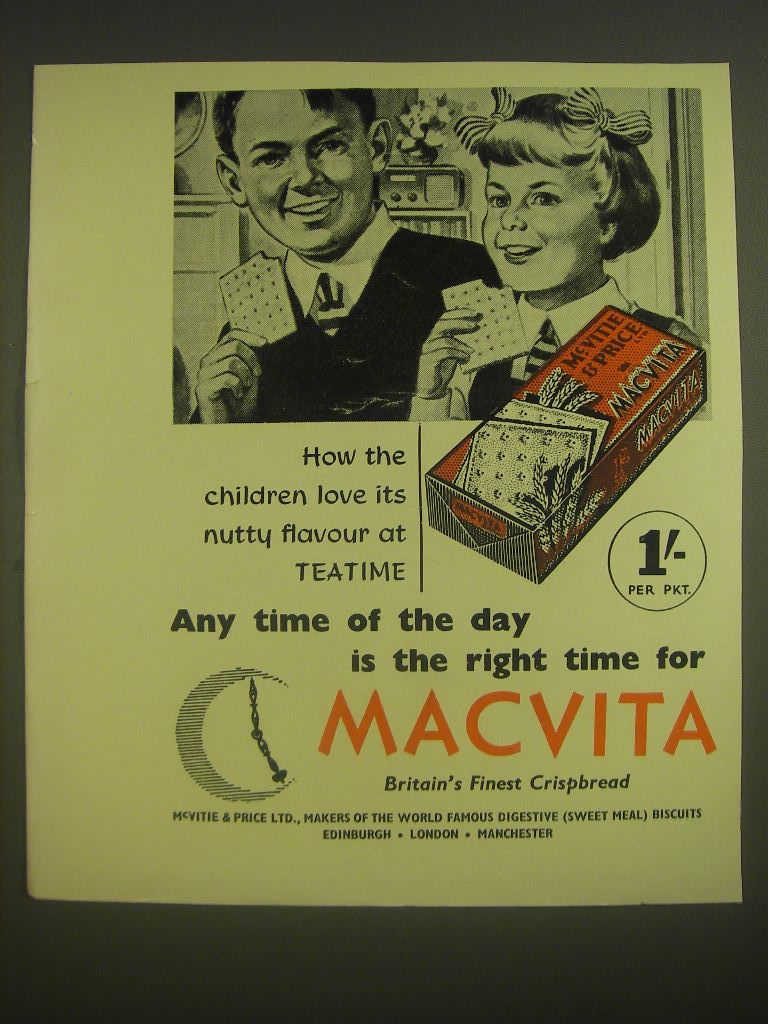 McVITIE
& PRICE LTD
MACVITA
MACVITA
MACVITA
How the
children love its
nutty flavour at
TEATIME
1/-
PER PKT.
Any time of the day
is the right time for
MACVITA
Britain's Finest Crispbread
McVITIE & PRICE LTD., MAKERS OF THE WORLD FAMOUS DIGESTIVE (SWEET MEAL) BISCUITS
EDINBURGH • LONDON • MANCHESTER